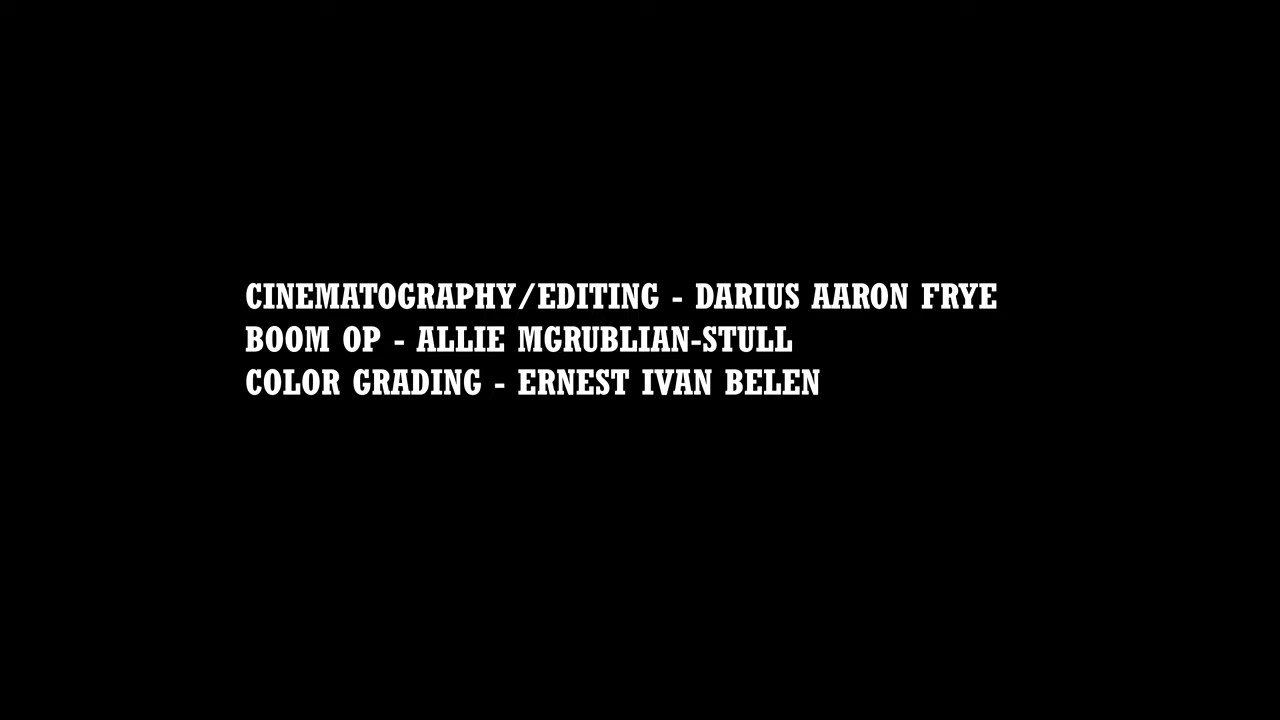 CINEMATOGRAPHY/EDITING - DARIUS AARON FRYE
BOOM OP - ALLIE MGRUBLIAN-STULL
COLOR GRADING - ERNEST IVAN BELEN